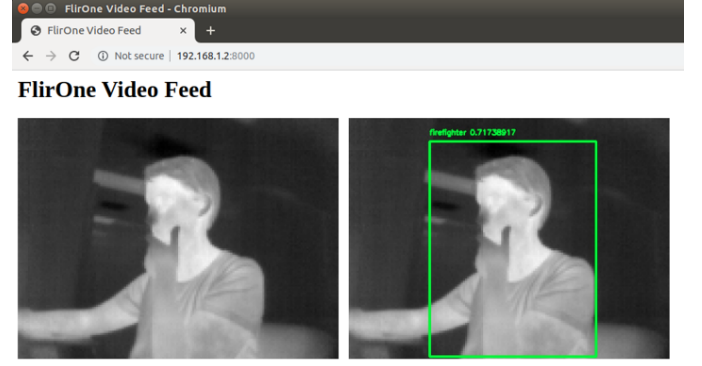 FlirOne Video Feed - Chromium
FlirOne Video Feed
Not secure | 192.168.1.2:8000
FlirOne Video Feed
firefighter 0.71738917